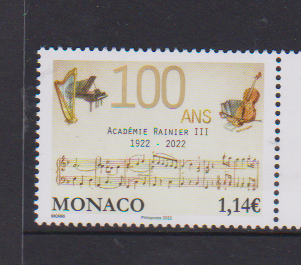 100
ANS
ACADÉMIE RAINIER III
1922 - 2022
MONACO 1,14€